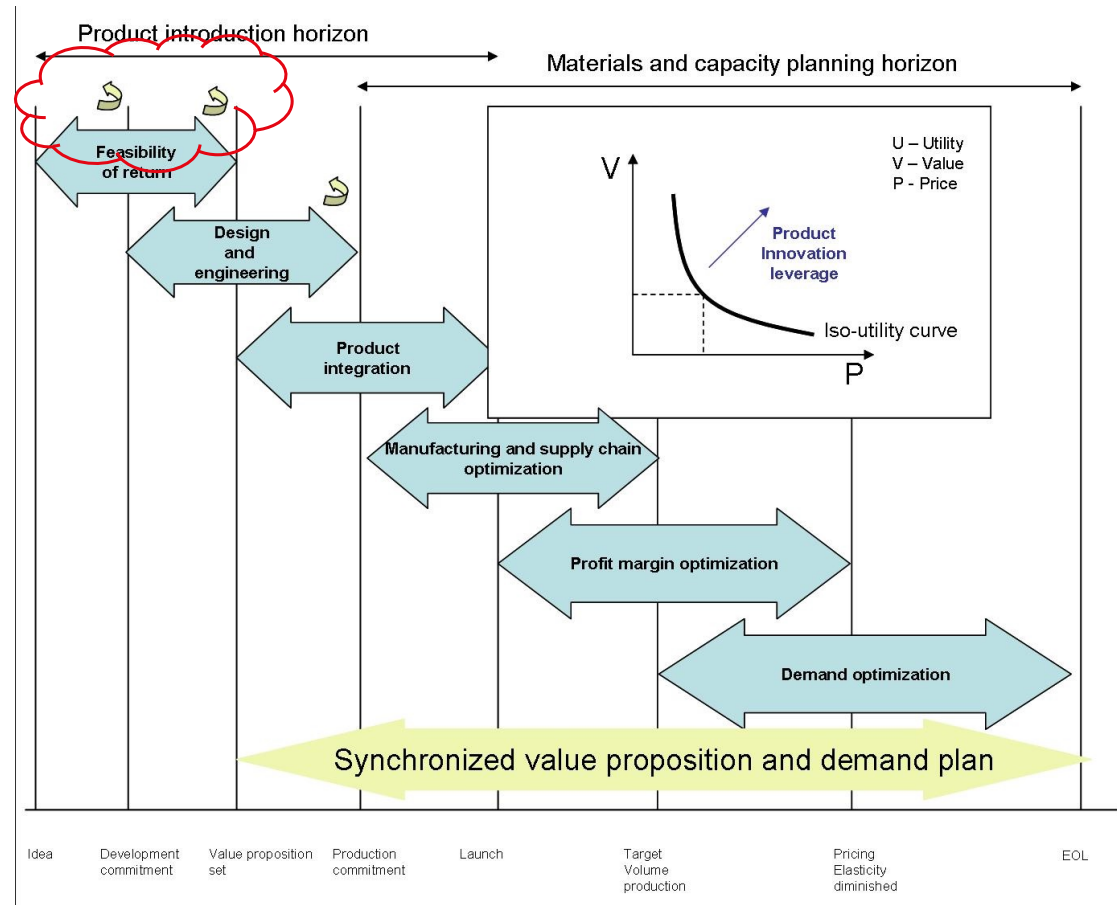 Product introduction horizon
Materials and capacity planning horizon
Feasibility
of return
U – Utility
V – Value
P - Price
V
Product
Innovation
leverage
Iso-utility curve
P
Design
and
engineering
Product
integration
Manufacturing and supply chain
optimization
Profit margin optimization
Demand optimization
Synchronized value proposition and demand plan
Idea
Development
commitment
Value proposition
set
Production
commitment
Launch
Target
Volume
production
Pricing
Elasticity
diminished
EOL